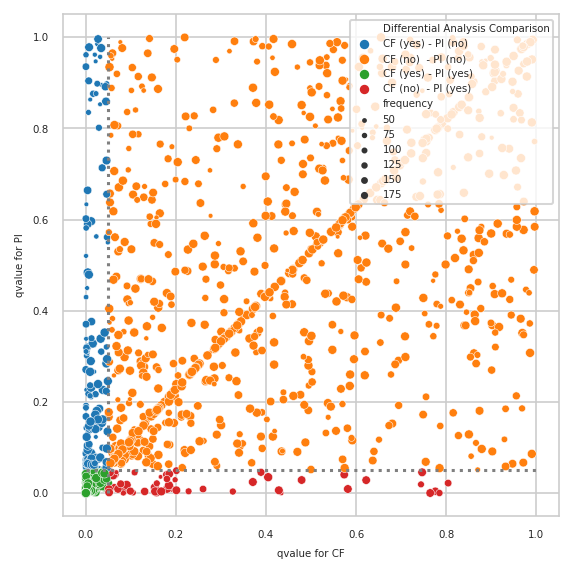 Differential Analysis Comparison
CF (yes) - PI (no)
CF (no)  - PI (no)
CF (yes) - PI (yes)
CF (no)  - PI (yes)
frequency
50
75
100
125
150
175
1.0
0.8
0.6
0.4
0.2
0.0
qvalue for PI
0.0
0.2
0.4
0.6
0.8
1.0
qvalue for CF